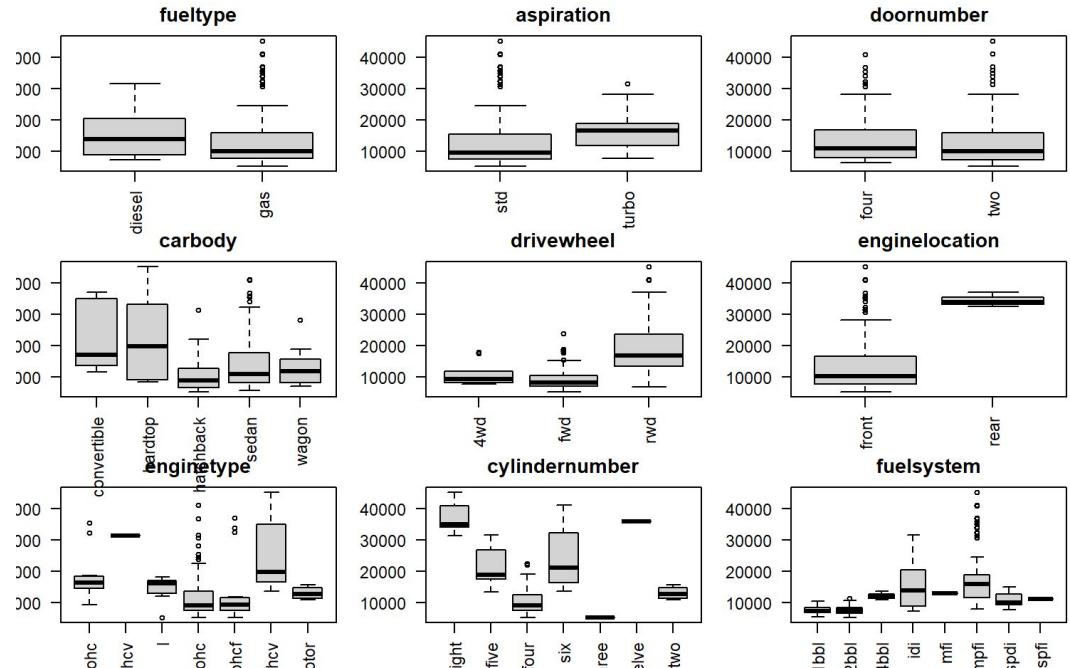 fueltype
aspiration
doornumber
000
40000
40000
000
30000
30000
000
20000
20000
000
10000
10000
diesel
gas
std
turbo
four
two
carbody
drivewheel
enginelocation
000
40000
40000
000
30000
30000
000
20000
20000
000
10000
10000
convertible
hardtop
hatchback
sedan
wagon
4wd
fwd
rwd
front
rear
enginetype
cylindernumber
fuelsystem
000
40000
40000
000
30000
30000
000
20000
20000
000
10000
10000
ohc
hcv
l
ohc
ohcf
hcv
otor
ight
five
four
six
ree
elve
two
1bbl
2bbl
4bbl
idi
mfi
mpfi
spdi
spfi